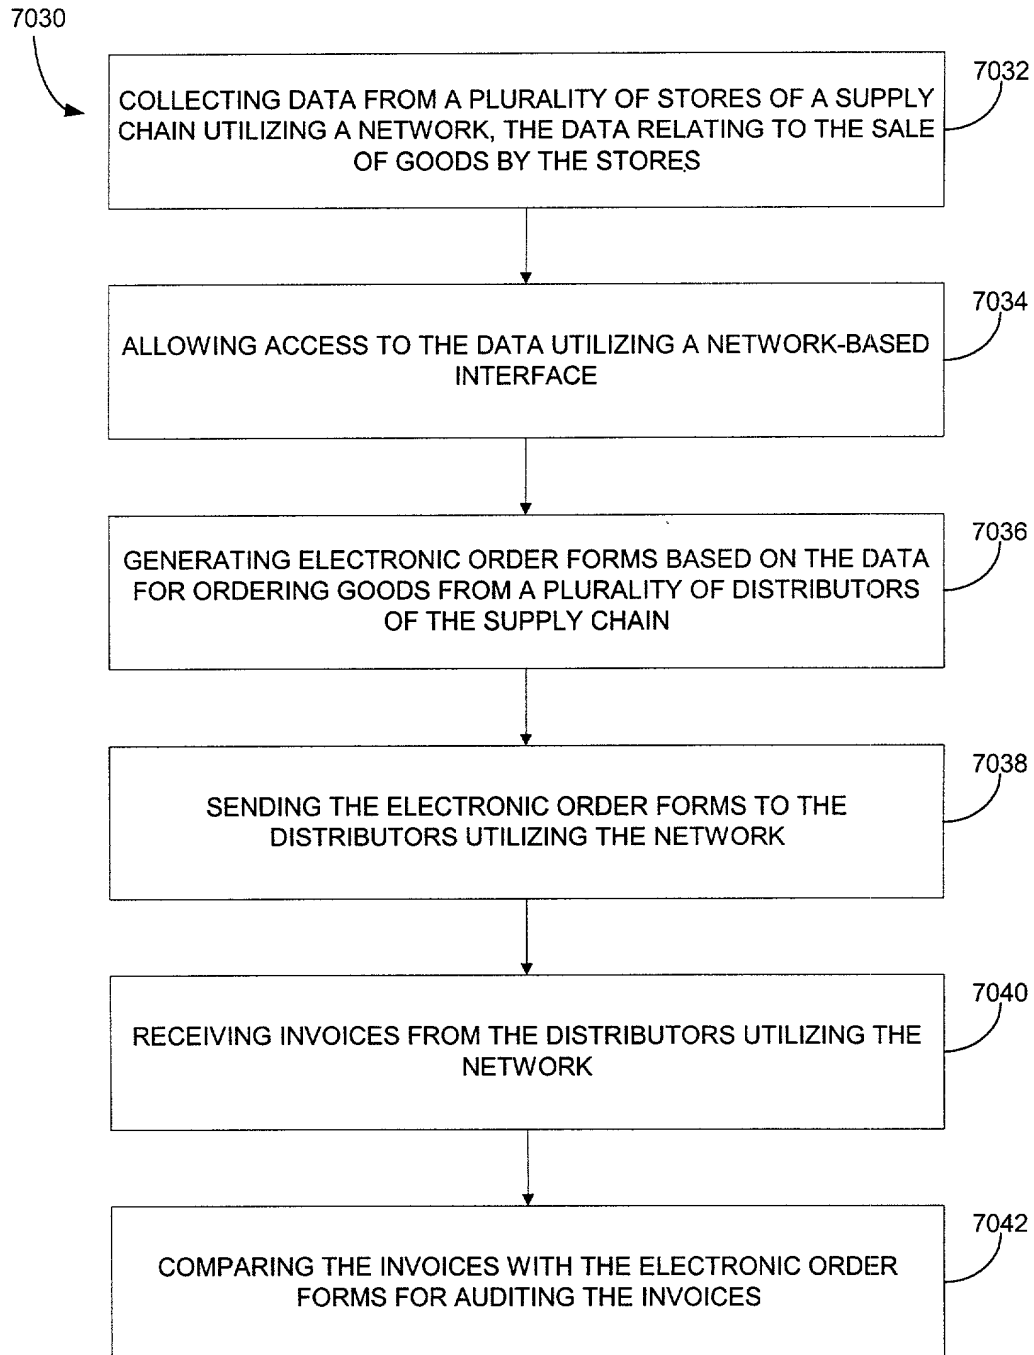 7030
7032
COLLECTING DATA FROM A PLURALITY OF STORES OF A SUPPLY
CHAIN UTILIZING A NETWORK, THE DATA RELATING TO THE SALE
OF GOODS BY THE STORES
7034
ALLOWING ACCESS TO THE DATA UTILIZING A NETWORK-BASED
INTERFACE
7036
GENERATING ELECTRONIC ORDER FORMS BASED ON THE DATA
FOR ORDERING GOODS FROM A PLURALITY OF DISTRIBUTORS
OF THE SUPPLY CHAIN
7038
SENDING THE ELECTRONIC ORDER FORMS TO THE
DISTRIBUTORS UTILIZING THE NETWORK
7040
RECEIVING INVOICES FROM THE DISTRIBUTORS UTILIZING THE
NETWORK
7042
COMPARING THE INVOICES WITH THE ELECTRONIC ORDER
FORMS FOR AUDITING THE INVOICES